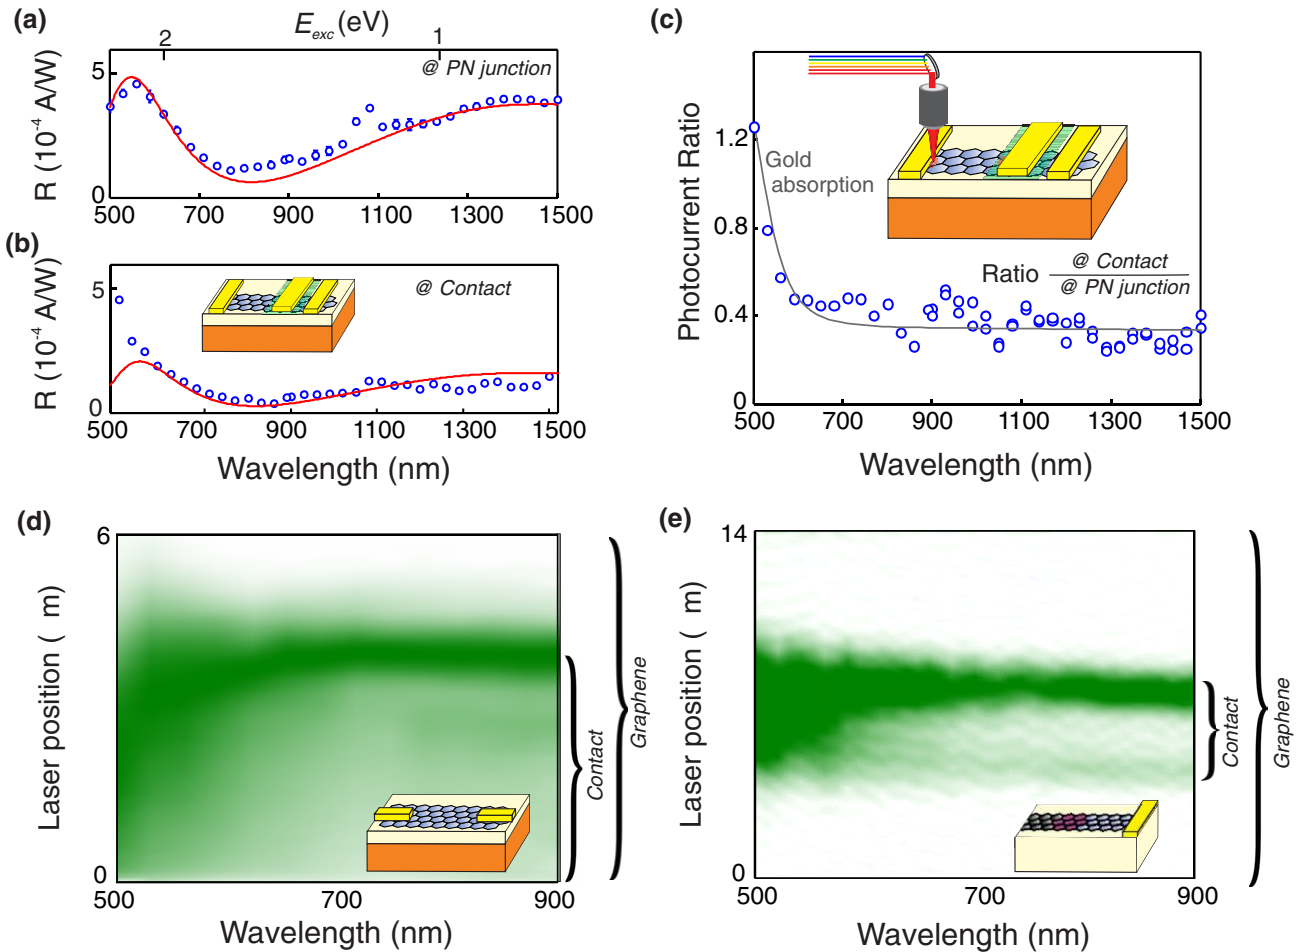 (a)
E_exc (eV)
2
1
@ PN junction
R (10^-4 A/W)
5
0
500
700
900
1100
1300
1500
(b)
@ Contact
R (10^-4 A/W)
5
0
500
700
900
1100
1300
1500
Wavelength (nm)
(c)
Photocurrent Ratio
1.2
0.8
0.4
0
Gold
absorption
Ratio @ Contact
@ PN junction
500
700
900
1100
1300
1500
Wavelength (nm)
(d)
Laser position ( m)
6
0
Contact
Graphene
500
700
900
Wavelength (nm)
(e)
Laser position ( m)
14
0
Contact
Graphene
500
700
900
Wavelength (nm)